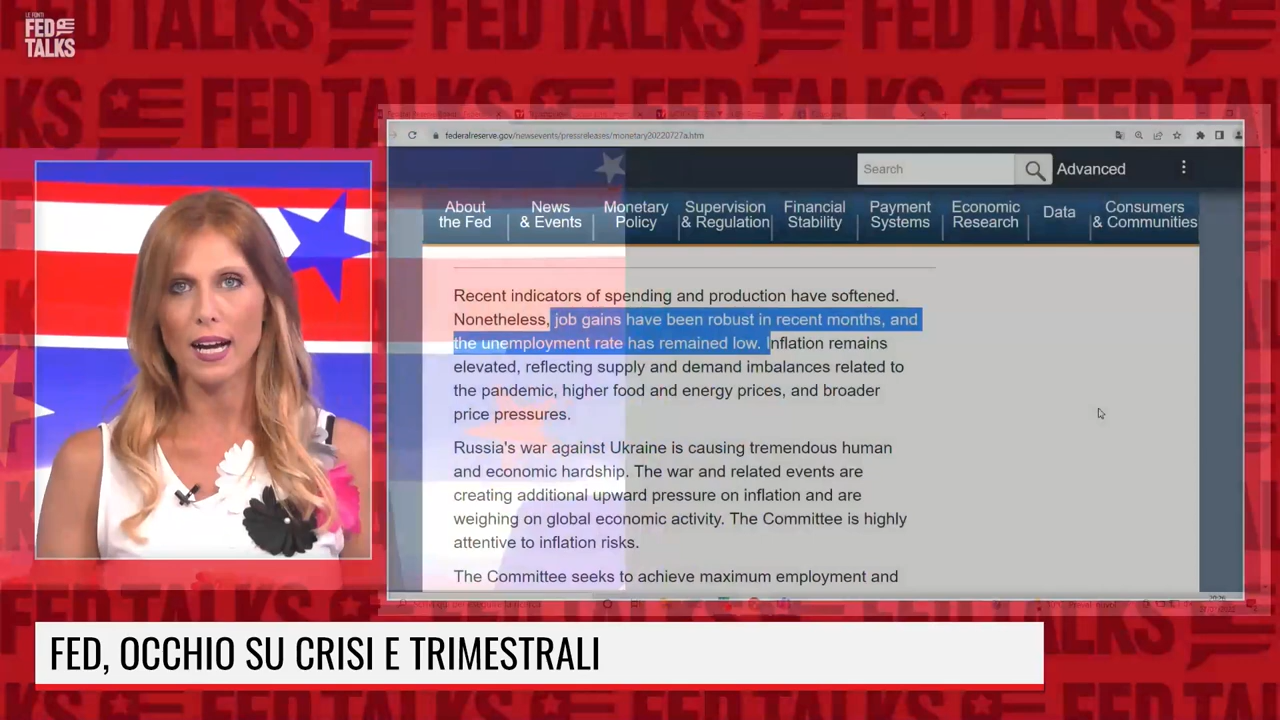 LE FONTI
FED
TALKS
federalreserve.gov/newsevents/pressreleases/monetary20220727a.htm
Search
Advanced
About the Fed
News & Events
Monetary Policy
Supervision & Regulation
Financial Stability
Payment Systems
Economic Research
Data
Consumers & Communities
Recent indicators of spending and production have softened.
Nonetheless, job gains have been robust in recent months, and
the unemployment rate has remained low. Inflation remains
elevated, reflecting supply and demand imbalances related to
the pandemic, higher food and energy prices, and broader
price pressures.
Russia's war against Ukraine is causing tremendous human
and economic hardship. The war and related events are
creating additional upward pressure on inflation and are
weighing on global economic activity. The Committee is highly
attentive to inflation risks.
The Committee seeks to achieve maximum employment and
FED, OCCHIO SU CRISI E TRIMESTRALI